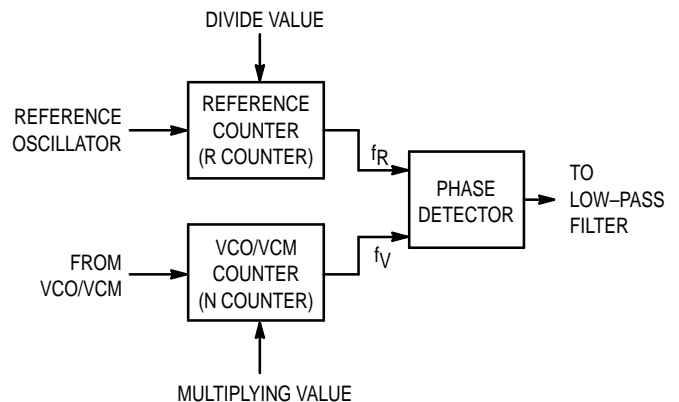 DIVIDE VALUE
REFERENCE
OSCILLATOR
REFERENCE
COUNTER
(R COUNTER)
fR
PHASE
DETECTOR
TO
LOW–PASS
FILTER
FROM
VCO/VCM
VCO/VCM
COUNTER
(N COUNTER)
fV
MULTIPLYING VALUE